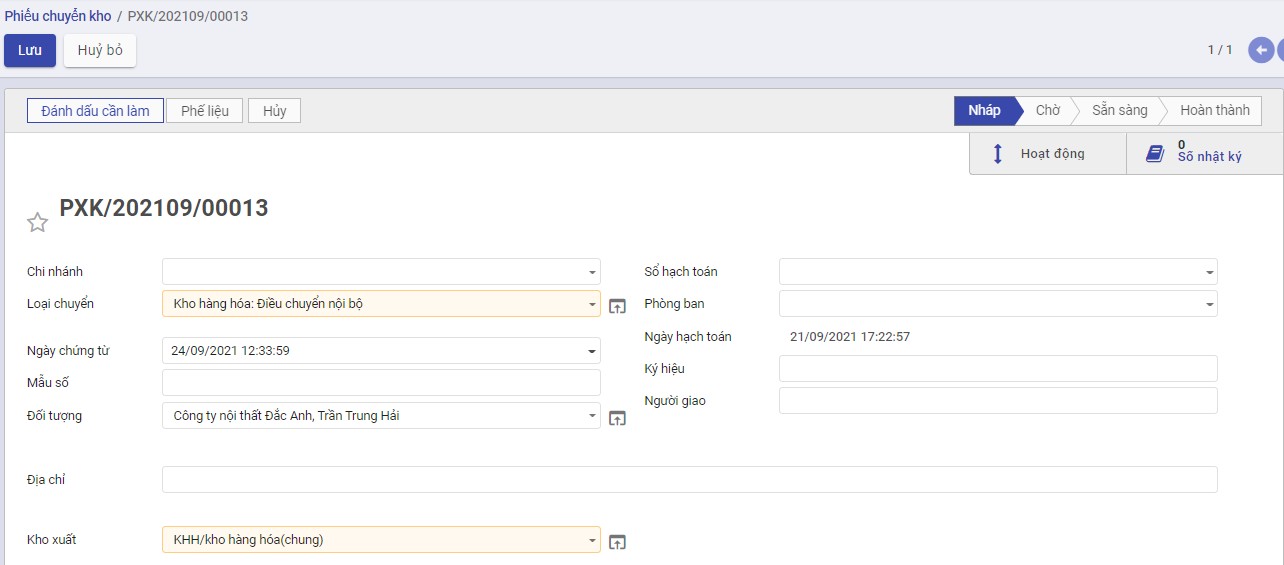 Phiếu chuyển kho / PXK/202109/00013
Lưu Huỷ bỏ 1 / 1
Đánh dấu cần làm Phế liệu Hủy Nháp Chờ Sẵn sàng Hoàn thành
Hoạt động 0 Sổ nhật ký
PXK/202109/00013
Chi nhánh Sổ hạch toán
Loại chuyển Kho hàng hóa: Điều chuyển nội bộ Phòng ban
Ngày hạch toán 21/09/2021 17:22:57
Ngày chứng từ 24/09/2021 12:33:59
Ký hiệu
Mẫu số
Người giao
Đối tượng Công ty nội thất Đắc Anh, Trần Trung Hải
Địa chỉ
Kho xuất KHH/kho hàng hóa(chung)